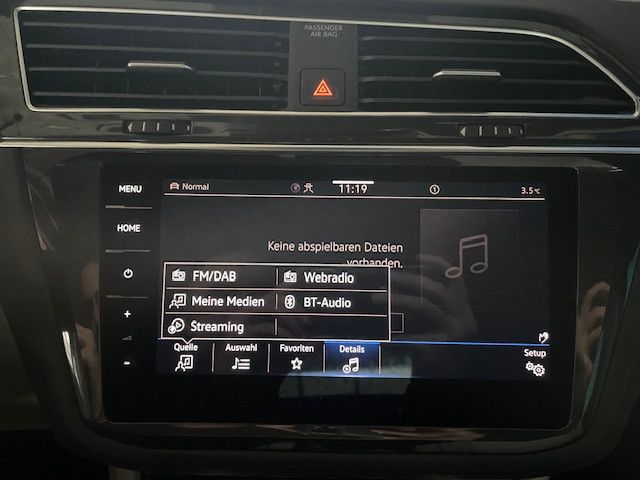 PASSENGER
AIR BAG
MENU
Normal
11:19
3.5°C
HOME
Keine abspielbaren Dateien
vorhanden.
FM/DAB
Webradio
Meine Medien
BT-Audio
Streaming
+
-
Quelle
Auswahl
Favoriten
Details
Setup